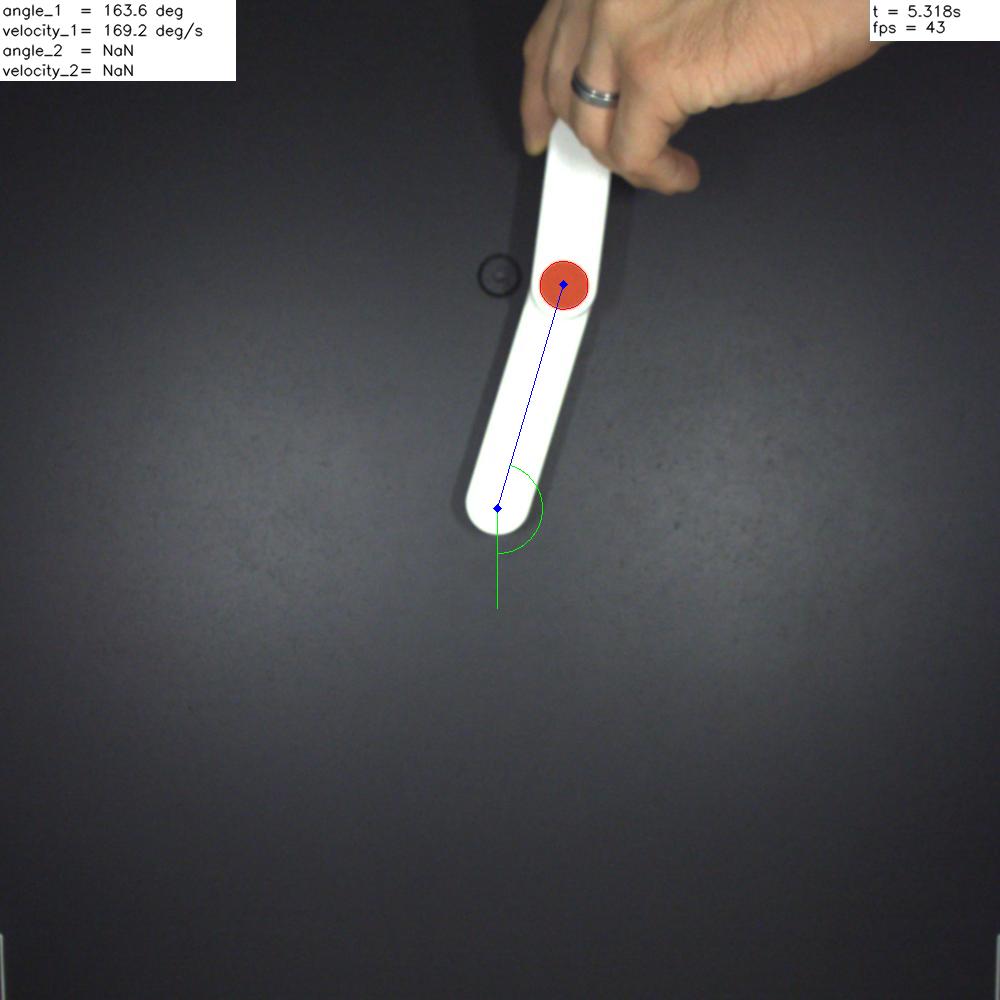 angle_1 = 163.6 deg
velocity_1= 169.2 deg/s
angle_2 = NaN
velocity_2= NaN
t = 5.318s
fps = 43